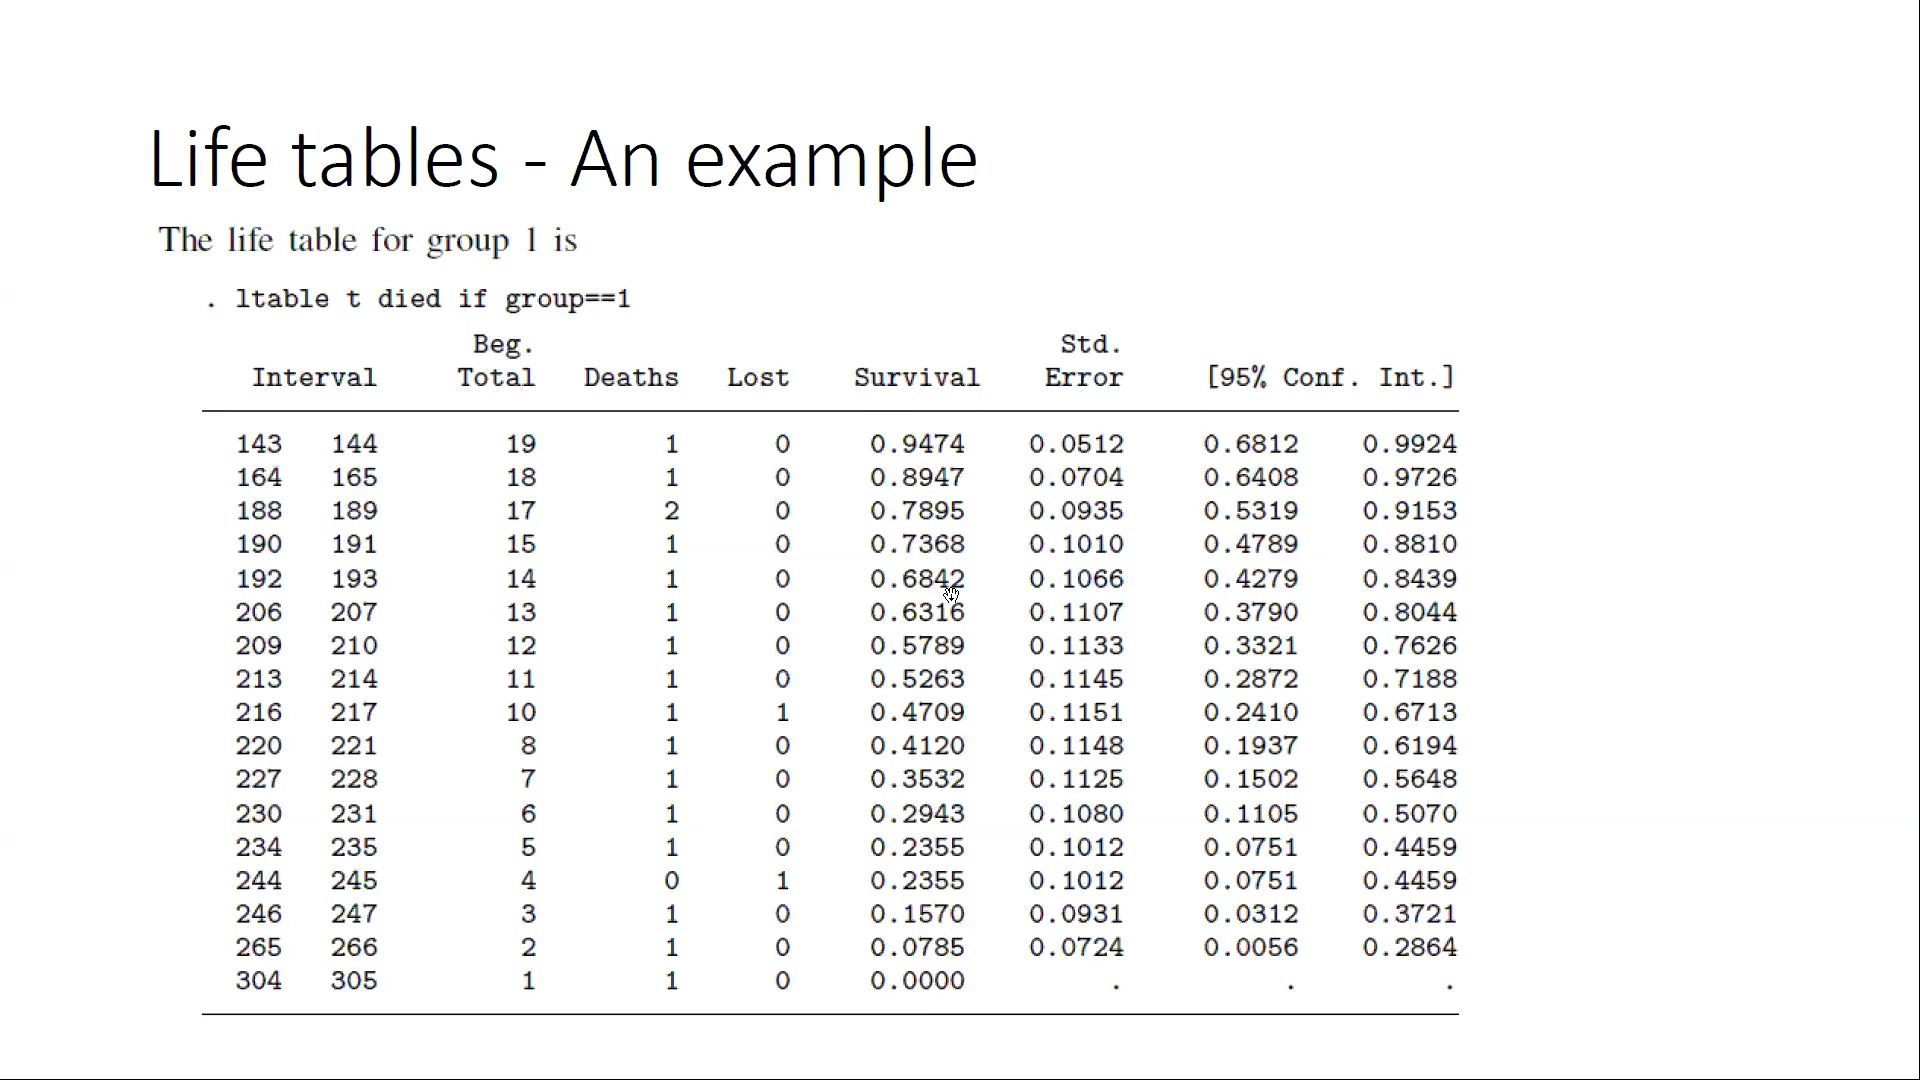 Life tables - An example
The life table for group 1 is
. ltable t died if group==1
Beg. Std.
Interval Total Deaths Lost Survival Error [95% Conf. Int.]
143 144 19 1 0 0.9474 0.0512 0.6812 0.9924
164 165 18 1 0 0.8947 0.0704 0.6408 0.9726
188 189 17 2 0 0.7895 0.0935 0.5319 0.9153
190 191 15 1 0 0.7368 0.1010 0.4789 0.8810
192 193 14 1 0 0.6842 0.1066 0.4279 0.8439
206 207 13 1 0 0.6316 0.1107 0.3790 0.8044
209 210 12 1 0 0.5789 0.1133 0.3321 0.7626
213 214 11 1 0 0.5263 0.1145 0.2872 0.7188
216 217 10 1 1 0.4709 0.1151 0.2410 0.6713
220 221 8 1 0 0.4120 0.1148 0.1937 0.6194
227 228 7 1 0 0.3532 0.1125 0.1502 0.5648
230 231 6 1 0 0.2943 0.1080 0.1105 0.5070
234 235 5 1 0 0.2355 0.1012 0.0751 0.4459
244 245 4 0 1 0.2355 0.1012 0.0751 0.4459
246 247 3 1 0 0.1570 0.0931 0.0312 0.3721
265 266 2 1 0 0.0785 0.0724 0.0056 0.2864
304 305 1 1 0 0.0000 . . .